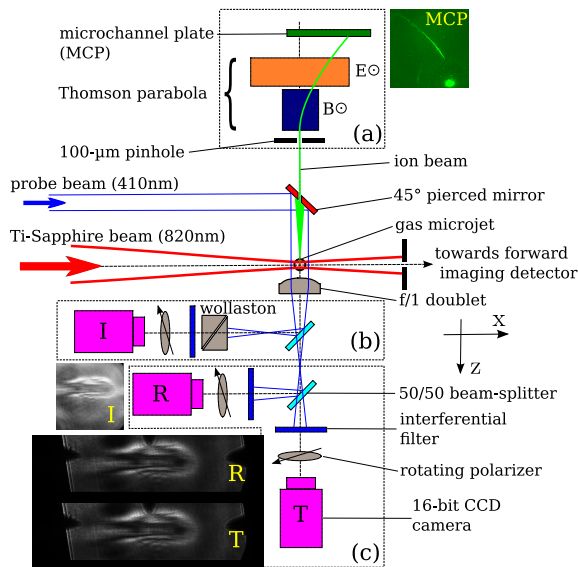 microchannel plate
(MCP)
MCP
E⊙
Thomson parabola
B⊙
(a)
100-μm pinhole
ion beam
probe beam (410nm)
45° pierced mirror
gas microjet
Ti-Sapphire beam (820nm)
towards forward
imaging detector
f/1 doublet
wollaston
I
(b)
X
Z
R
50/50 beam-splitter
I
interferential
filter
R
rotating polarizer
T
16-bit CCD
camera
T
(c)